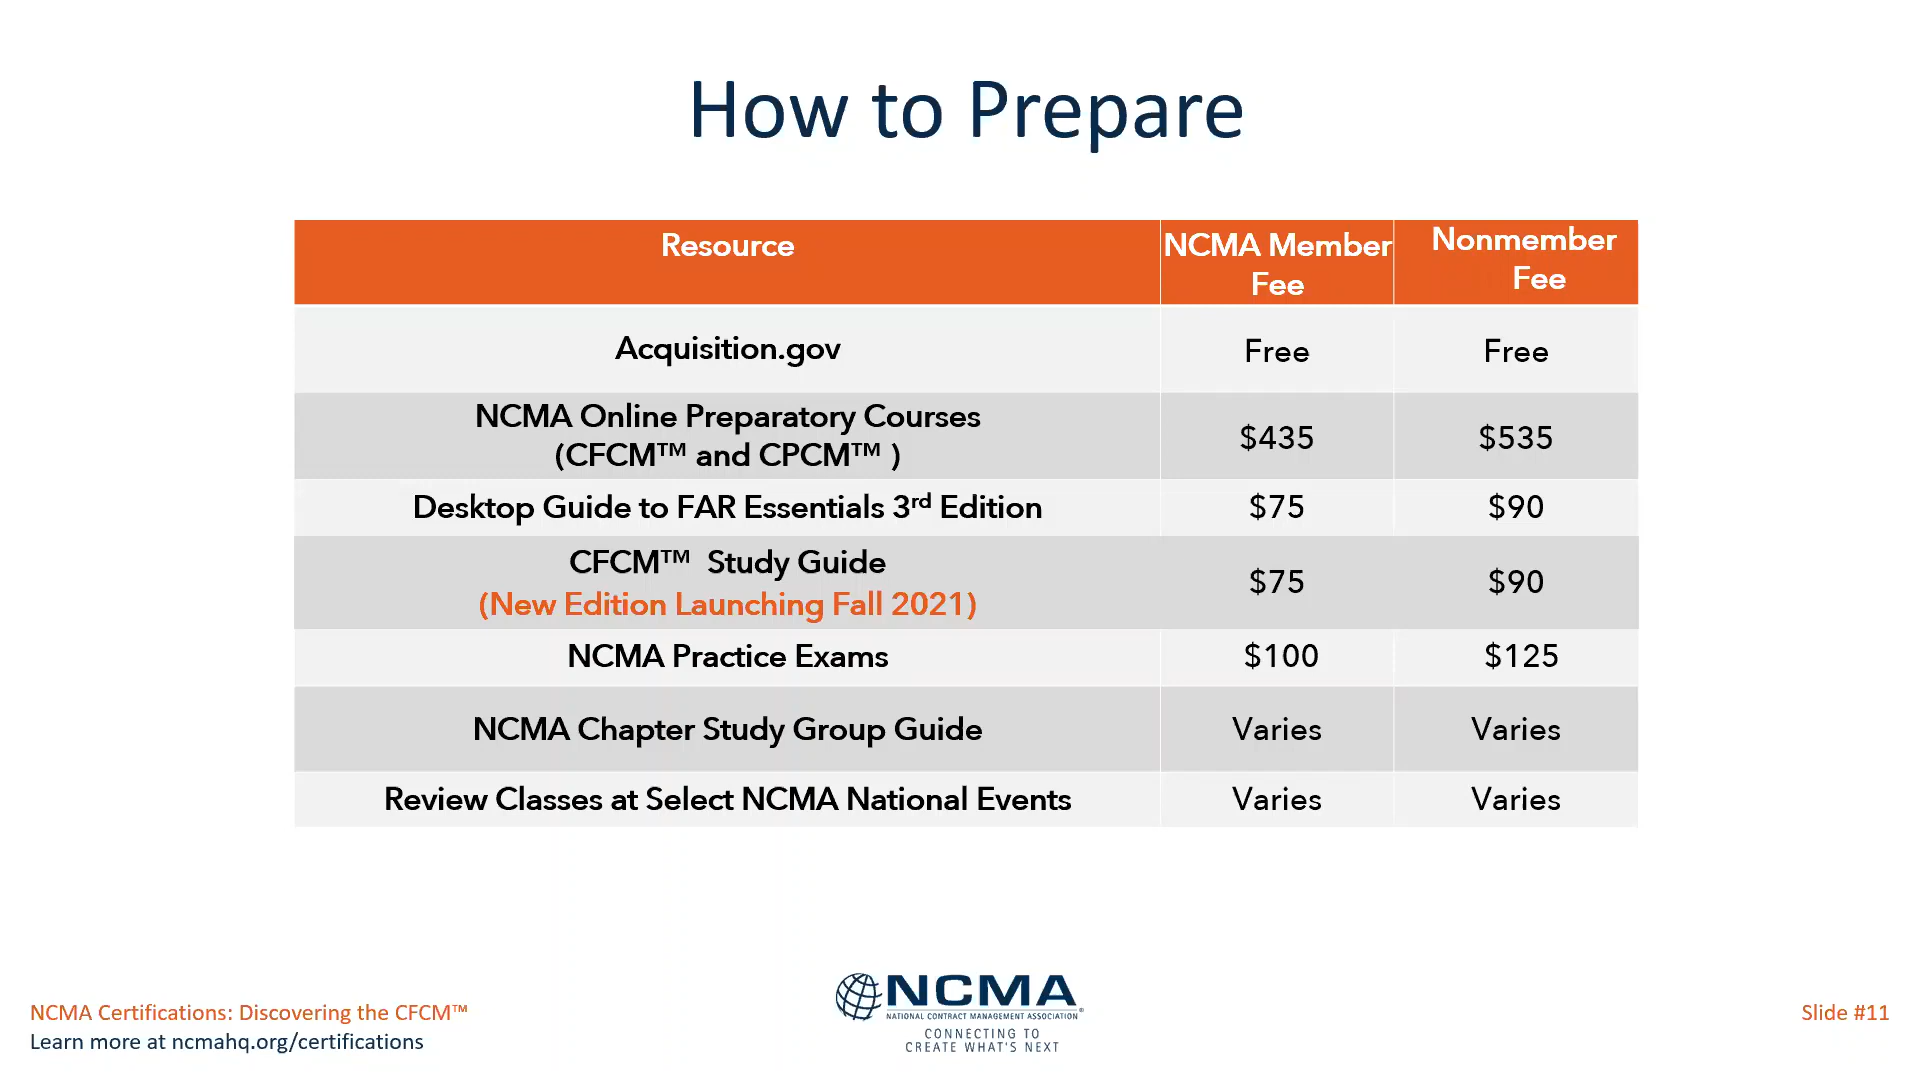 How to Prepare
Resource
NCMA Member
Fee
Nonmember
Fee
Acquisition.gov
Free
Free
NCMA Online Preparatory Courses
(CFCM™ and CPCM™ )
$435
$535
Desktop Guide to FAR Essentials 3rd Edition
$75
$90
CFCM™ Study Guide
(New Edition Launching Fall 2021)
$75
$90
NCMA Practice Exams
$100
$125
NCMA Chapter Study Group Guide
Varies
Varies
Review Classes at Select NCMA National Events
Varies
Varies
NCMA Certifications: Discovering the CFCM™
Learn more at ncmahq.org/certifications
NCMA
NATIONAL CONTRACT MANAGEMENT ASSOCIATION®
CONNECTING TO
CREATE WHAT'S NEXT
Slide #11